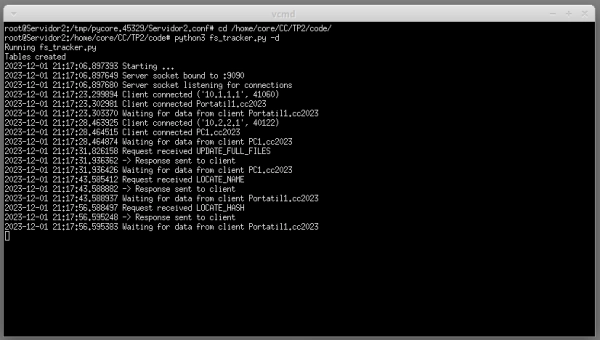 vcmd
root@Servidor2:/tmp/pycore.45329/Servidor2.conf# cd /home/core/CC/TP2/code/
root@Servidor2:/home/core/CC/TP2/code# python3 fs_tracker.py -d
Running fs_tracker.py
Tables created
2023-12-01 21:17:06.897393 Starting ...
2023-12-01 21:17:06.897649 Server socket bound to :9090
2023-12-01 21:17:06.897680 Server socket listening for connections
2023-12-01 21:17:23.299894 Client connected ('10.1.1.1', 41060)
2023-12-01 21:17:23.302981 Client connected Portatil1.cc2023
2023-12-01 21:17:23.303370 Waiting for data from client Portatil1.cc2023
2023-12-01 21:17:28.463925 Client connected ('10.2.2.1', 40122)
2023-12-01 21:17:28.464515 Client connected PC1.cc2023
2023-12-01 21:17:28.464874 Waiting for data from client PC1.cc2023
2023-12-01 21:17:31.826158 Request received UPDATE_FULL_FILES
2023-12-01 21:17:31.936362 -> Response sent to client
2023-12-01 21:17:31.936426 Waiting for data from client PC1.cc2023
2023-12-01 21:17:43.585412 Request received LOCATE_NAME
2023-12-01 21:17:43.588882 -> Response sent to client
2023-12-01 21:17:43.588937 Waiting for data from client Portatil1.cc2023
2023-12-01 21:17:56.588497 Request received LOCATE_HASH
2023-12-01 21:17:56.595248 -> Response sent to client
2023-12-01 21:17:56.595383 Waiting for data from client Portatil1.cc2023